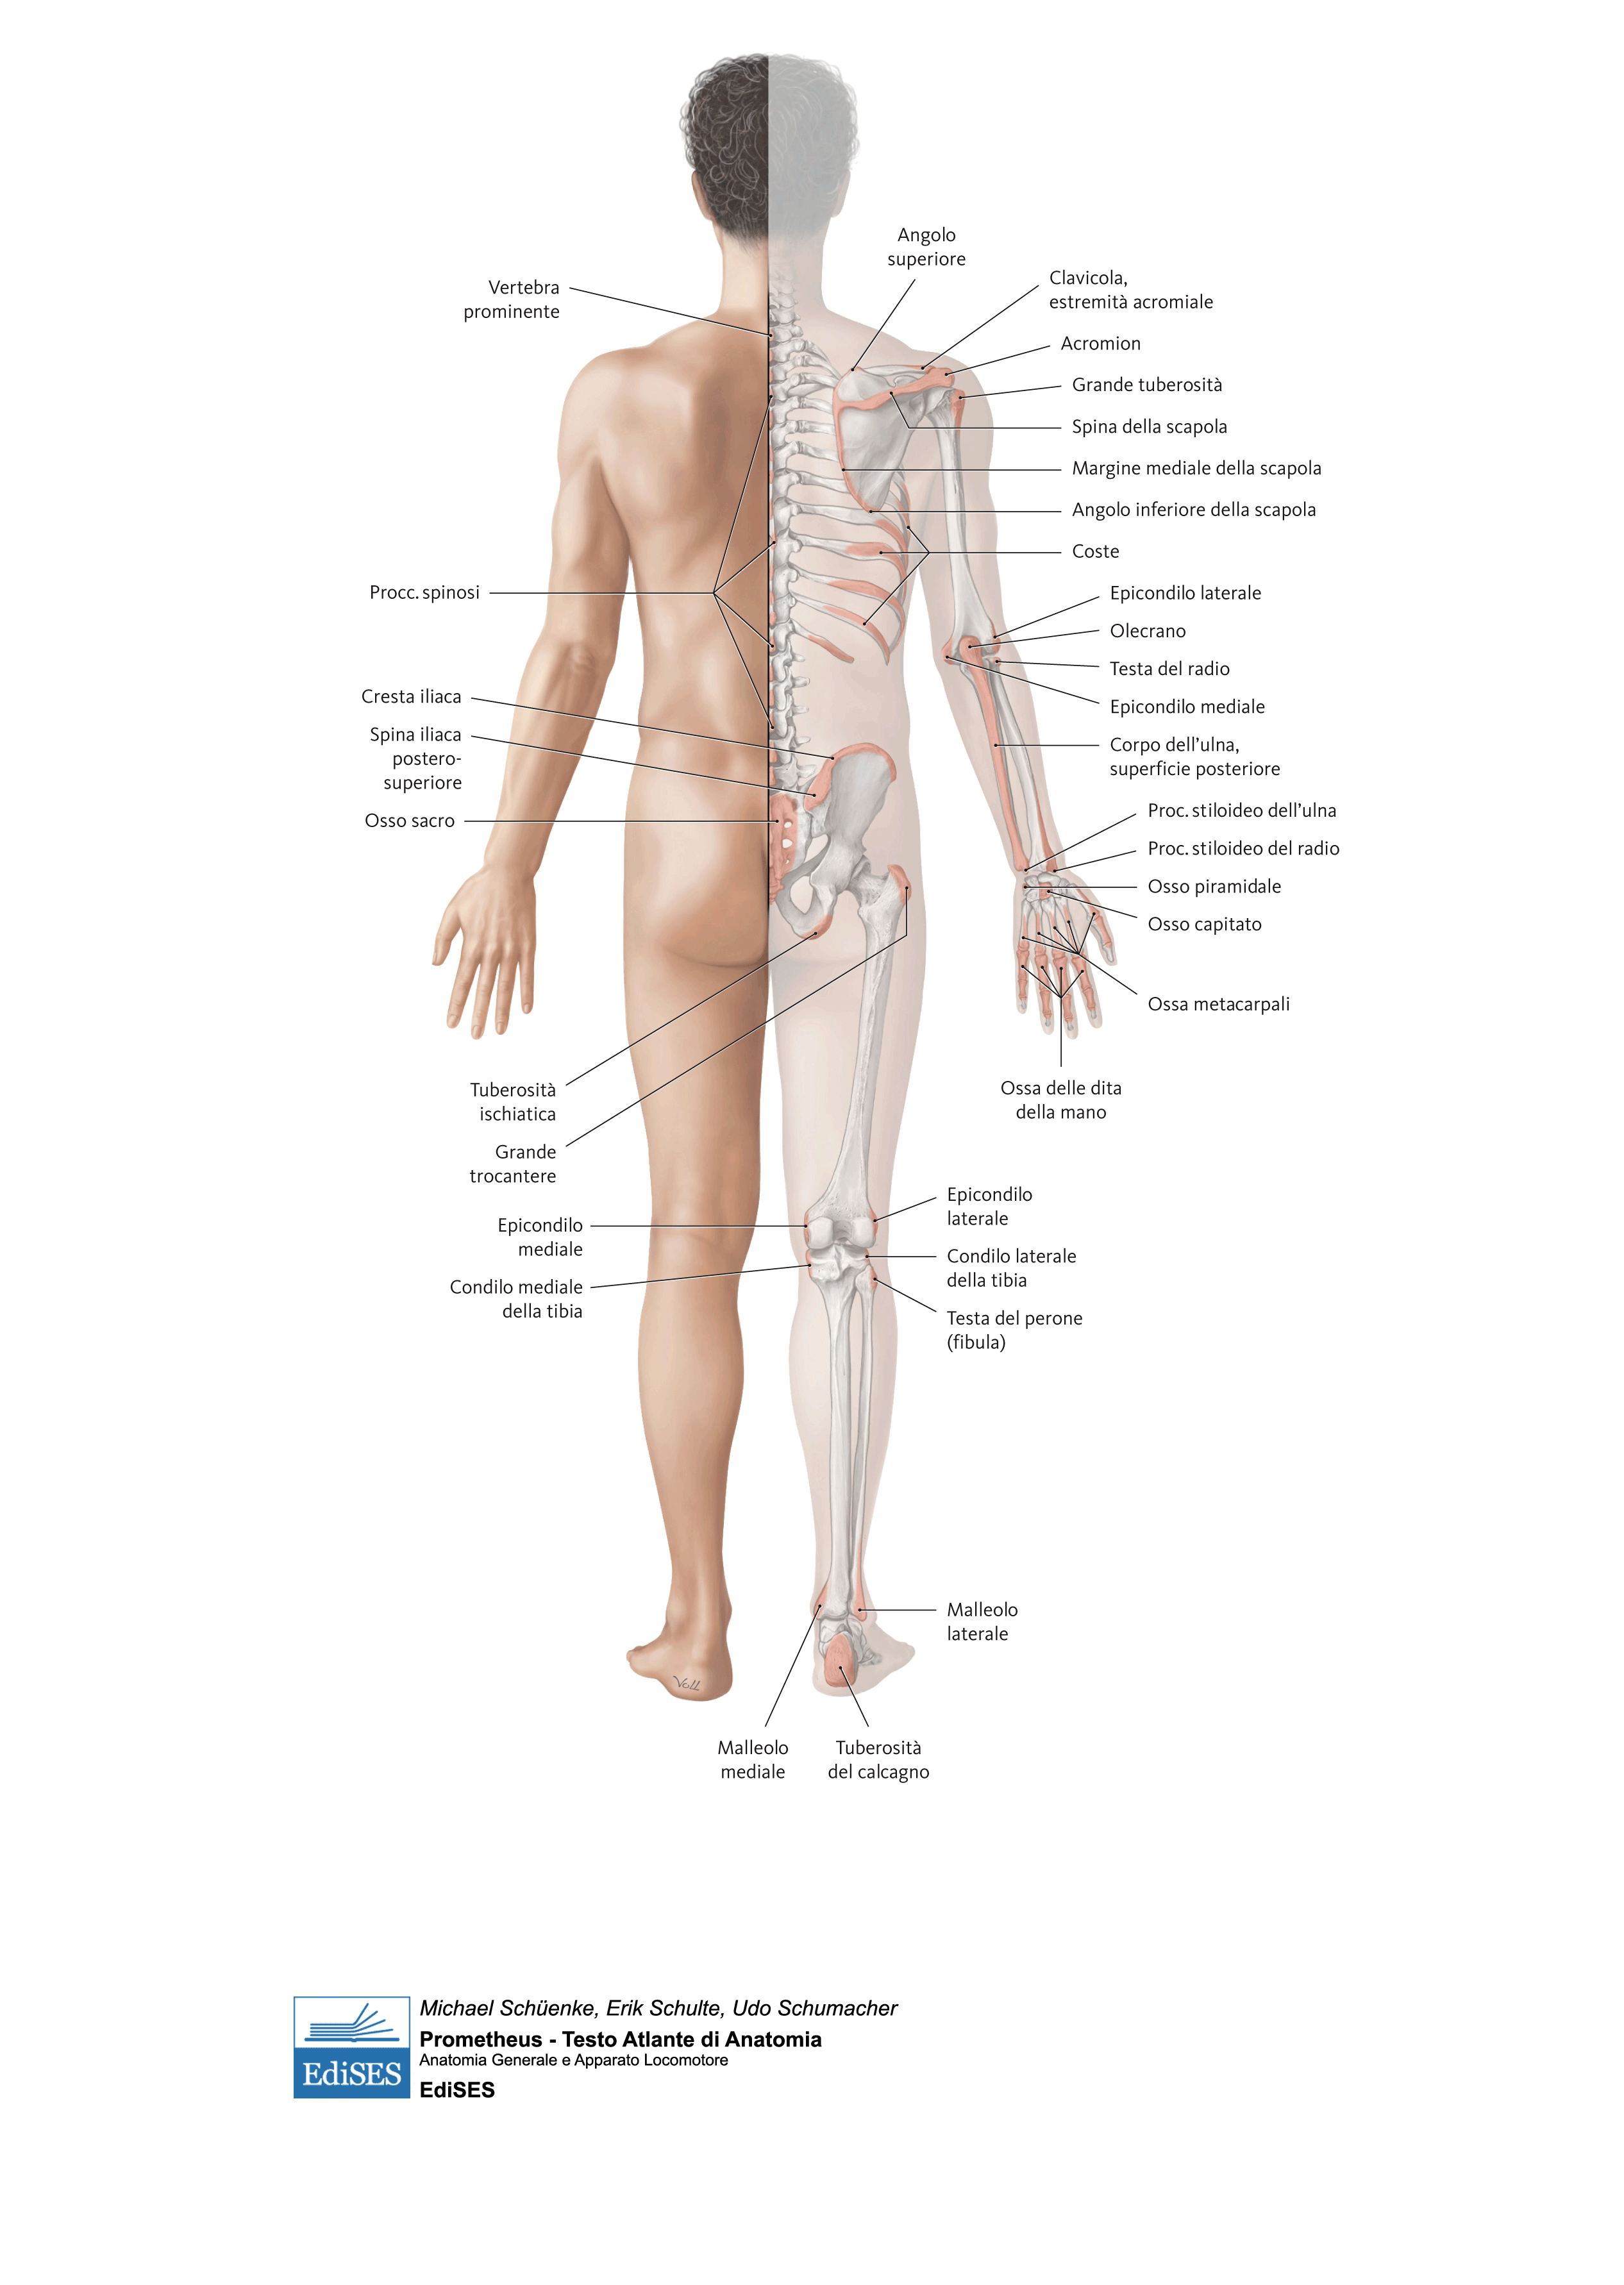 Angolo
superiore
Clavicola,
estremità acromiale
Vertebra
prominente
Acromion
Grande tuberosità
Spina della scapola
Margine mediale della scapola
Angolo inferiore della scapola
Coste
Procc. spinosi
Epicondilo laterale
Olecrano
Testa del radio
Epicondilo mediale
Corpo dell'ulna,
superficie posteriore
Cresta iliaca
Spina iliaca
postero-
superiore
Osso sacro
Proc. stiloideo dell'ulna
Proc. stiloideo del radio
Osso piramidale
Osso capitato
Ossa metacarpali
Ossa delle dita
della mano
Tuberosità
ischiatica
Grande
trocantere
Epicondilo
mediale
Condilo mediale
della tibia
Epicondilo
laterale
Condilo laterale
della tibia
Testa del perone
(fibula)
Malleolo
laterale
VOLL
Malleolo
mediale
Tuberosità
del calcagno
EdiSES
Michael Schüenke, Erik Schulte, Udo Schumacher
Prometheus - Testo Atlante di Anatomia
Anatomia Generale e Apparato Locomotore
EdiSES